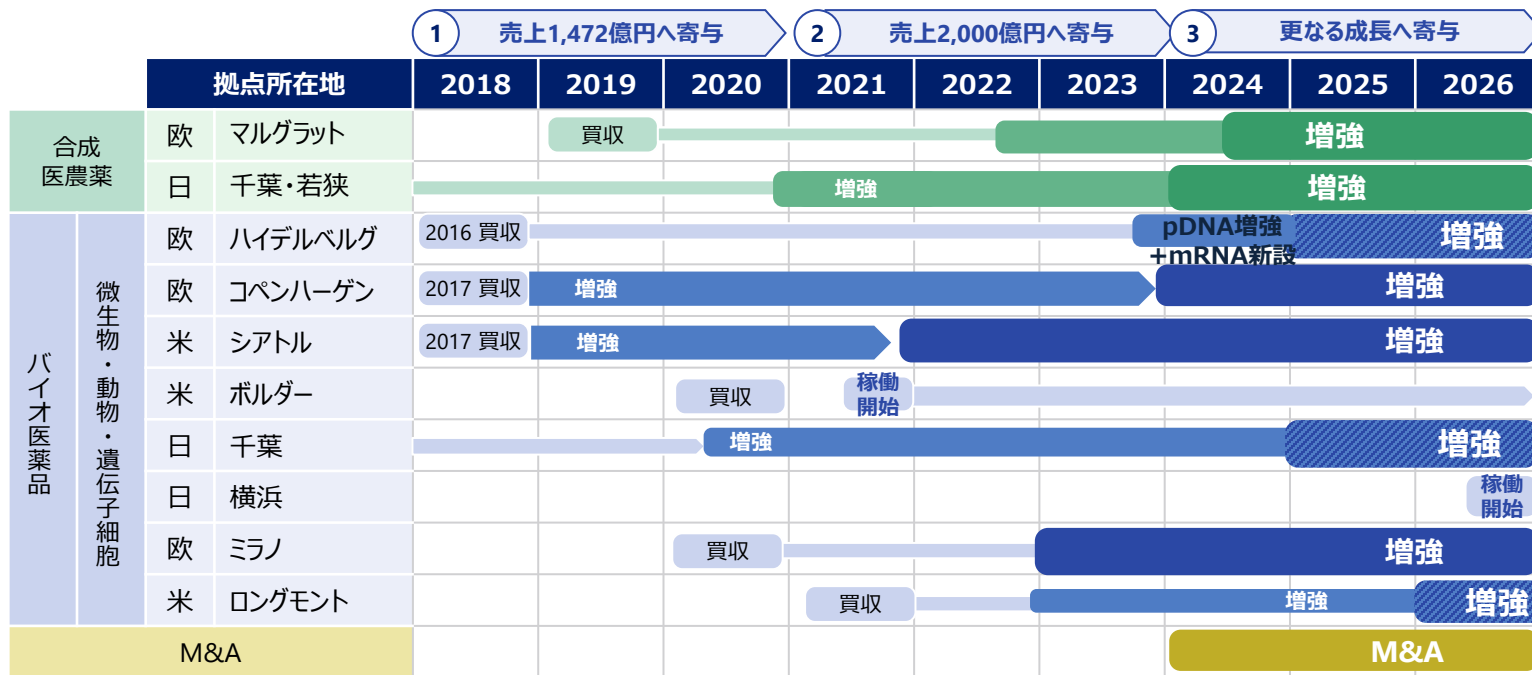 1 売上1,472億円へ寄与 2 売上2,000億円へ寄与 3 更なる成長へ寄与
拠点所在地 2018 2019 2020 2021 2022 2023 2024 2025 2026
合成
医農薬
欧 マルグラット 買収 増強
日 千葉・若狭 増強 増強
バイオ医薬品
微生物・動物・遺伝子細胞
欧 ハイデルベルグ 2016 買収 pDNA増強
+mRNA新設 増強
欧 コペンハーゲン 2017 買収 増強 増強
米 シアトル 2017 買収 増強 増強
米 ボルダー 買収 稼働
開始
日 千葉 増強 増強
日 横浜 稼働
開始
欧 ミラノ 買収 増強
米 ロングモント 買収 増強 増強
M&A M&A